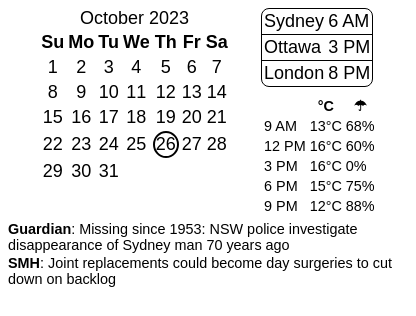 October 2023
Su Mo Tu We Th Fr Sa
1 2 3 4 5 6 7
8 9 10 11 12 13 14
15 16 17 18 19 20 21
22 23 24 25 26 27 28
29 30 31
Sydney 6 AM
Ottawa 3 PM
London 8 PM
°C ☂
9 AM 13°C 68%
12 PM 16°C 60%
3 PM 16°C 0%
6 PM 15°C 75%
9 PM 12°C 88%
Guardian: Missing since 1953: NSW police investigate
disappearance of Sydney man 70 years ago
SMH: Joint replacements could become day surgeries to cut
down on backlog